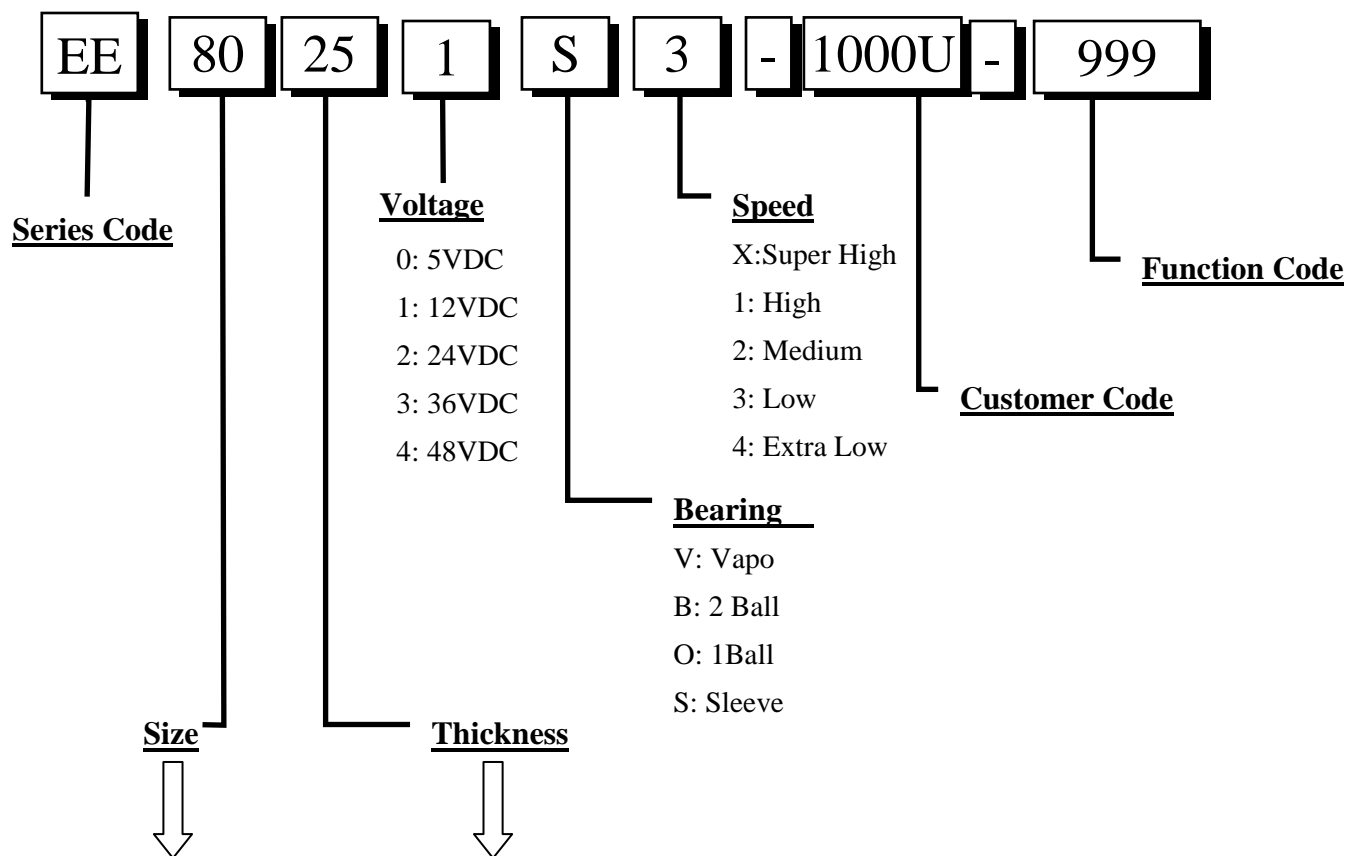 EE 80 25 1 S 3 - 1000U - 999
Series Code
Voltage
0: 5VDC
1: 12VDC
2: 24VDC
3: 36VDC
4: 48VDC
Speed
X:Super High
1: High
2: Medium
3: Low
4: Extra Low
Function Code
Customer Code
Bearing
V: Vapo
B: 2 Ball
O: 1Ball
S: Sleeve
Size
Thickness